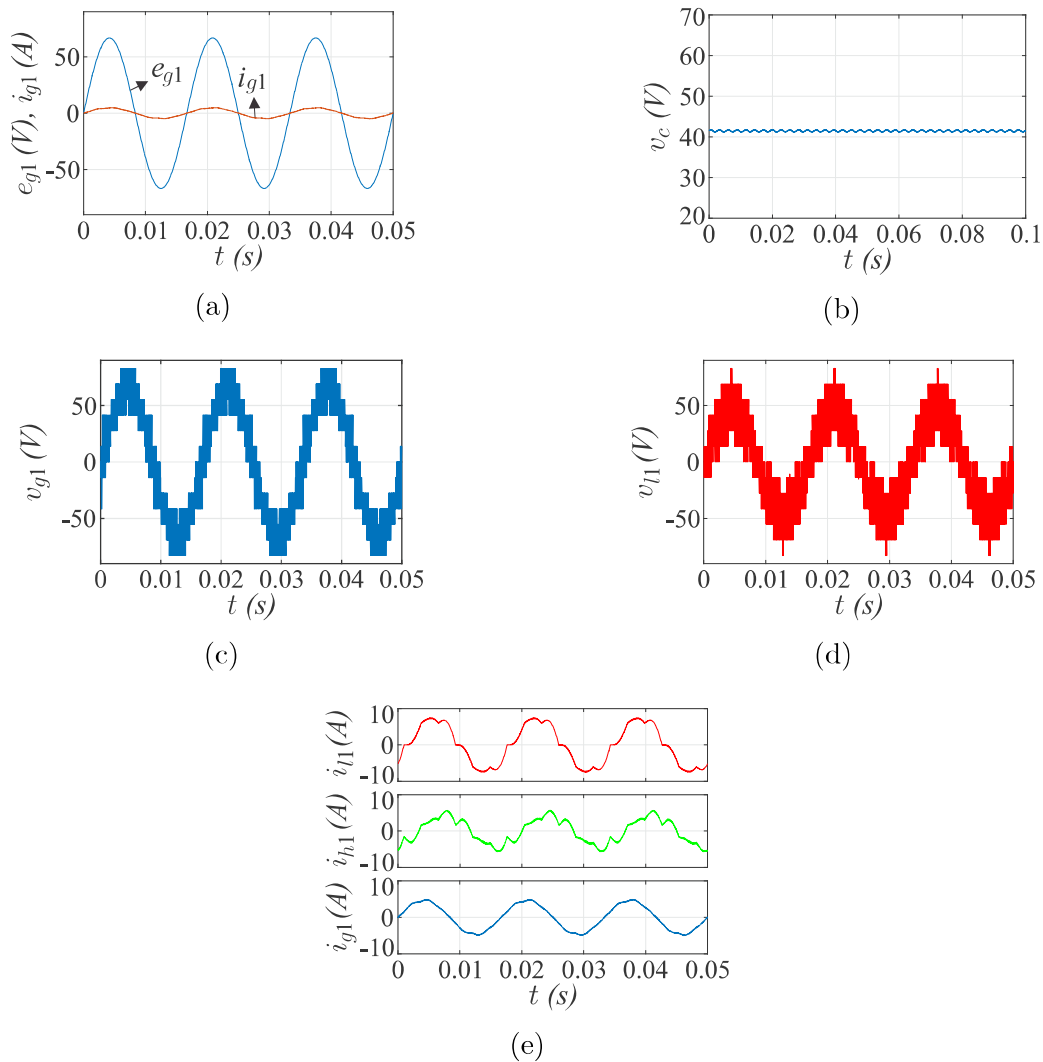 e_{g1} (V), i_{g1} (A)
50
0
-50
e_{g1}
i_{g1}
0 0.01 0.02 0.03 0.04 0.05
t (s)
(a)
v_c (V)
70
60
50
40
30
20
0 0.02 0.04 0.06 0.08 0.1
t (s)
(b)
v_{g1} (V)
50
0
-50
0 0.01 0.02 0.03 0.04 0.05
t (s)
(c)
v_{l1} (V)
50
0
-50
0 0.01 0.02 0.03 0.04 0.05
t (s)
(d)
i_{l1}(A)
10
0
-10
i_{h1}(A)
10
0
-10
i_{g1}(A)
10
0
-10
0 0.01 0.02 0.03 0.04 0.05
t (s)
(e)